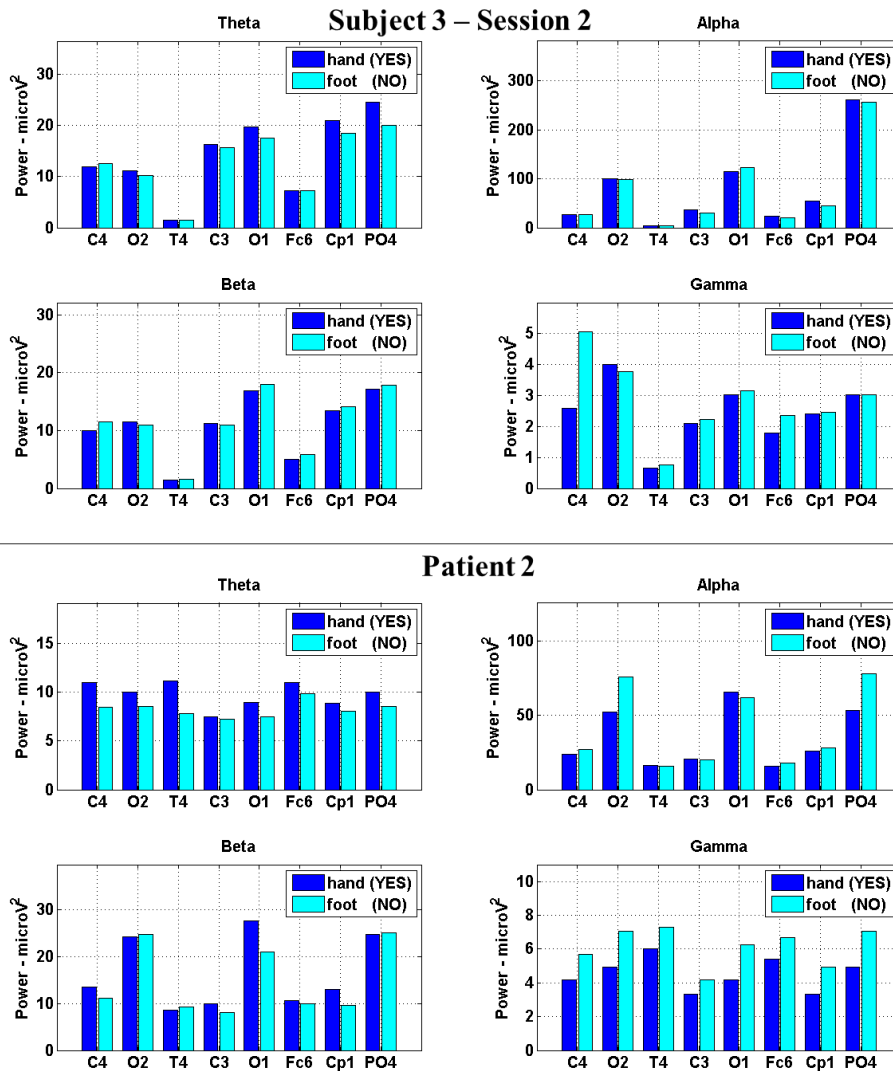 Subject 3 – Session 2
Theta
Power - microV2
30
20
10
0
hand (YES)
foot (NO)
C4 O2 T4 C3 O1 Fc6 Cp1 PO4
Alpha
Power - microV2
300
200
100
0
hand (YES)
foot (NO)
C4 O2 T4 C3 O1 Fc6 Cp1 PO4
Beta
Power - microV2
30
20
10
0
hand (YES)
foot (NO)
C4 O2 T4 C3 O1 Fc6 Cp1 PO4
Gamma
Power - microV2
5
4
3
2
1
0
hand (YES)
foot (NO)
C4 O2 T4 C3 O1 Fc6 Cp1 PO4
Patient 2
Theta
Power - microV2
15
10
5
0
hand (YES)
foot (NO)
C4 O2 T4 C3 O1 Fc6 Cp1 PO4
Alpha
Power - microV2
100
50
0
hand (YES)
foot (NO)
C4 O2 T4 C3 O1 Fc6 Cp1 PO4
Beta
Power - microV2
30
20
10
0
hand (YES)
foot (NO)
C4 O2 T4 C3 O1 Fc6 Cp1 PO4
Gamma
Power - microV2
10
8
6
4
2
0
hand (YES)
foot (NO)
C4 O2 T4 C3 O1 Fc6 Cp1 PO4